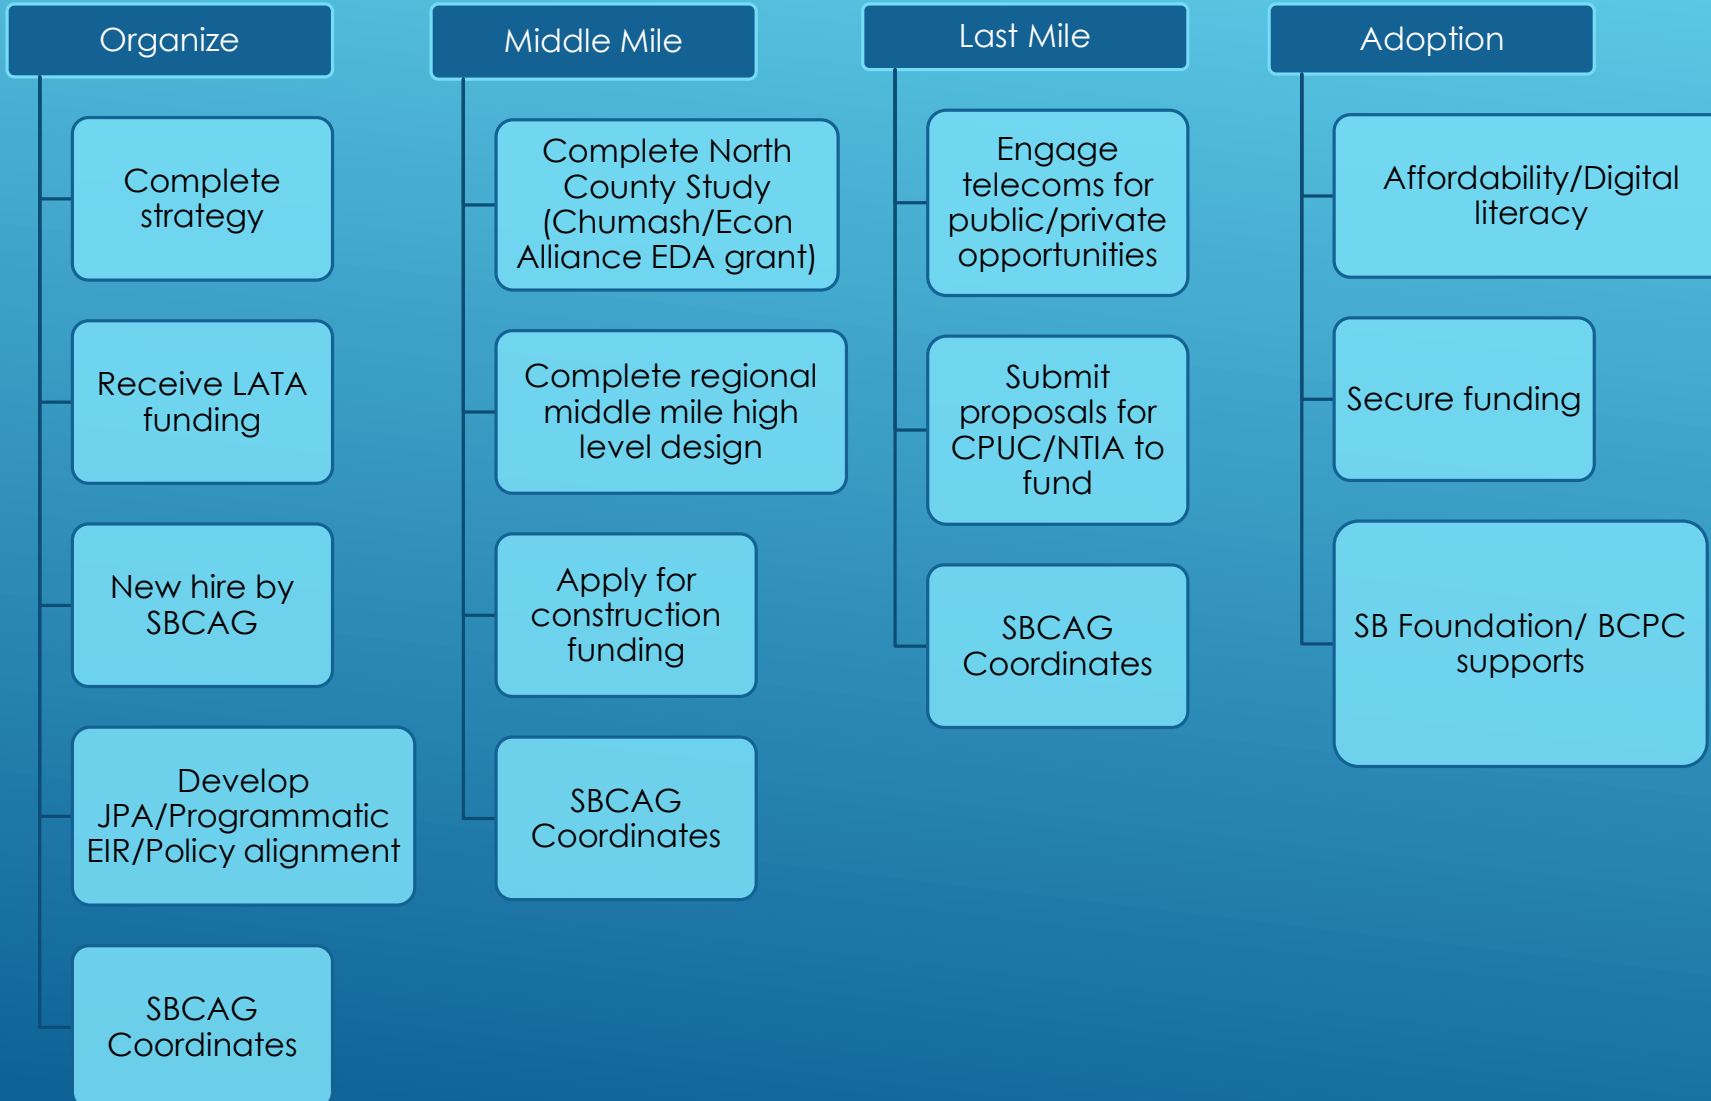 Organize
Complete
strategy
Receive LATA
funding
New hire by
SBCAG
Develop
JPA/Programmatic
EIR/Policy alignment
SBCAG
Coordinates
Middle Mile
Complete North
County Study
(Chumash/Econ
Alliance EDA grant)
Complete regional
middle mile high
level design
Apply for
construction
funding
SBCAG
Coordinates
Last Mile
Engage
telecoms for
public/private
opportunities
Submit
proposals for
CPUC/NTIA to
fund
SBCAG
Coordinates
Adoption
Affordability/Digital
literacy
Secure funding
SB Foundation/ BCPC
supports